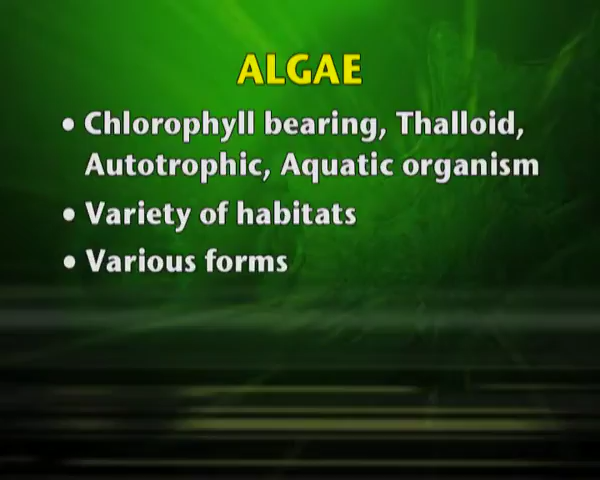 ALGAE
• Chlorophyll bearing, Thalloid,
Autotrophic, Aquatic organism
• Variety of habitats
• Various forms